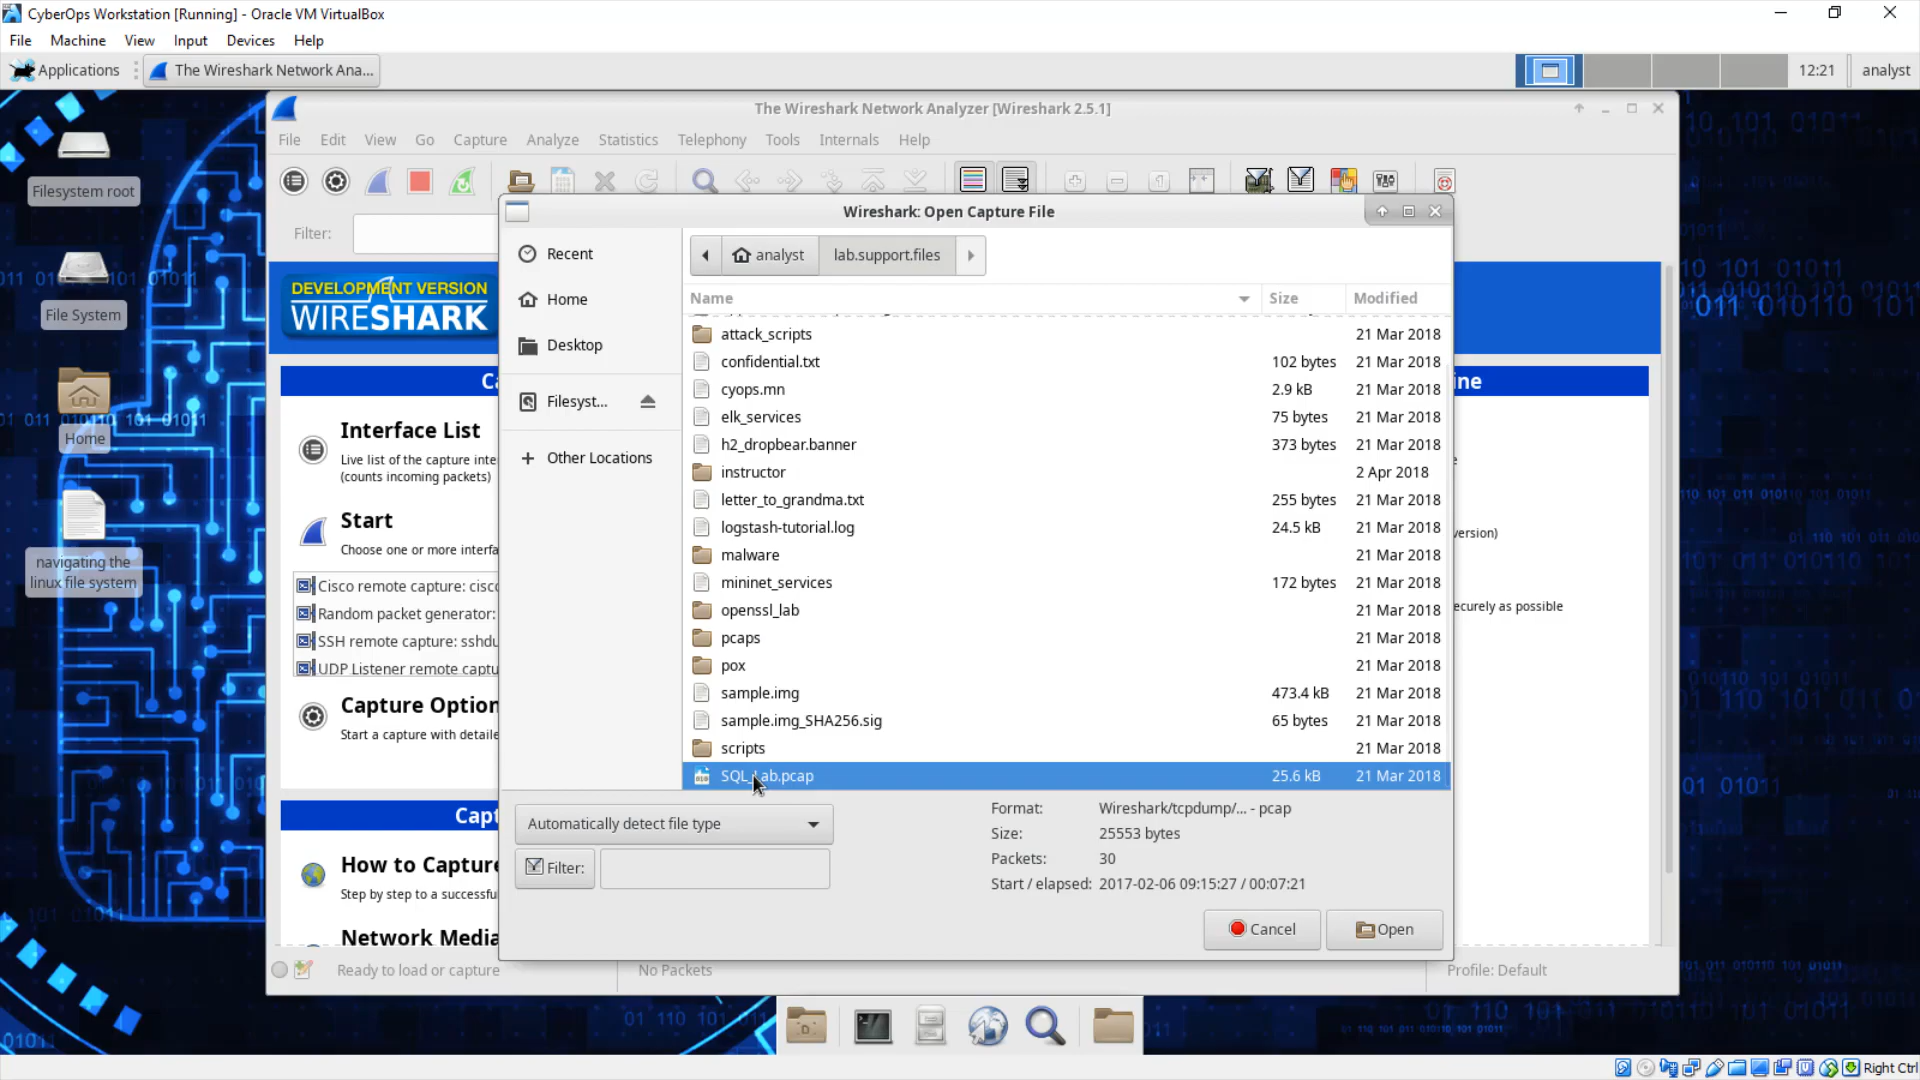 CyberOps Workstation [Running] - Oracle VM VirtualBox
File Machine View Input Devices Help
Applications The Wireshark Network Ana... 12:21 analyst
The Wireshark Network Analyzer [Wireshark 2.5.1]
File Edit View Go Capture Analyze Statistics Telephony Tools Internals Help
Filter:
Filesystem root
File System
Home
navigating the
linux file system
DEVELOPMENT VERSION
WIRESHARK
Interface List
Live list of the capture inte
(counts incoming packets)
Start
Choose one or more interfa
Cisco remote capture: cisco
Random packet generator:
SSH remote capture: sshdu
UDP Listener remote captu
Capture Option
Start a capture with detaile
Capt
How to Capture
Step by step to a successfu
Network Media
ine
version)
ecurely as possible
Wireshark: Open Capture File
Recent
Home
Desktop
Filesyst...
Other Locations
analyst lab.support.files
Name Size Modified
attack_scripts 21 Mar 2018
confidential.txt 102 bytes 21 Mar 2018
cyops.mn 2.9 kB 21 Mar 2018
elk_services 75 bytes 21 Mar 2018
h2_dropbear.banner 373 bytes 21 Mar 2018
instructor 2 Apr 2018
letter_to_grandma.txt 255 bytes 21 Mar 2018
logstash-tutorial.log 24.5 kB 21 Mar 2018
malware 21 Mar 2018
mininet_services 172 bytes 21 Mar 2018
openssl_lab 21 Mar 2018
pcaps 21 Mar 2018
pox 21 Mar 2018
sample.img 473.4 kB 21 Mar 2018
sample.img_SHA256.sig 65 bytes 21 Mar 2018
scripts 21 Mar 2018
SQL_Lab.pcap 25.6 kB 21 Mar 2018
Automatically detect file type
Filter:
Format: Wireshark/tcpdump/... - pcap
Size: 25553 bytes
Packets: 30
Start / elapsed: 2017-02-06 09:15:27 / 00:07:21
Cancel Open
Ready to load or capture No Packets Profile: Default
Right Ctrl